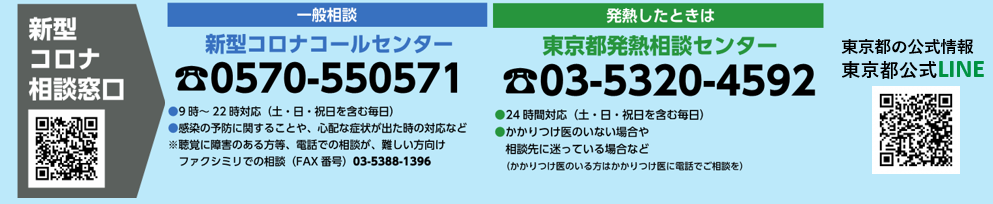 新型
コロナ
相談窓口
一般相談
新型コロナコールセンター
☎0570-550571
●9時～22時対応（土・日・祝日を含む毎日）
●感染の予防に関することや、心配な症状が出た時の対応など
※聴覚に障害のある方等、電話での相談が、難しい方向け
ファクシミリでの相談（FAX番号）03-5388-1396
発熱したときは
東京都発熱相談センター
☎03-5320-4592
●24時間対応（土・日・祝日を含む毎日）
●かかりつけ医のいない場合や
相談先に迷っている場合など
（かかりつけ医のいる方はかかりつけ医に電話でご相談を）
東京都の公式情報
東京都公式LINE